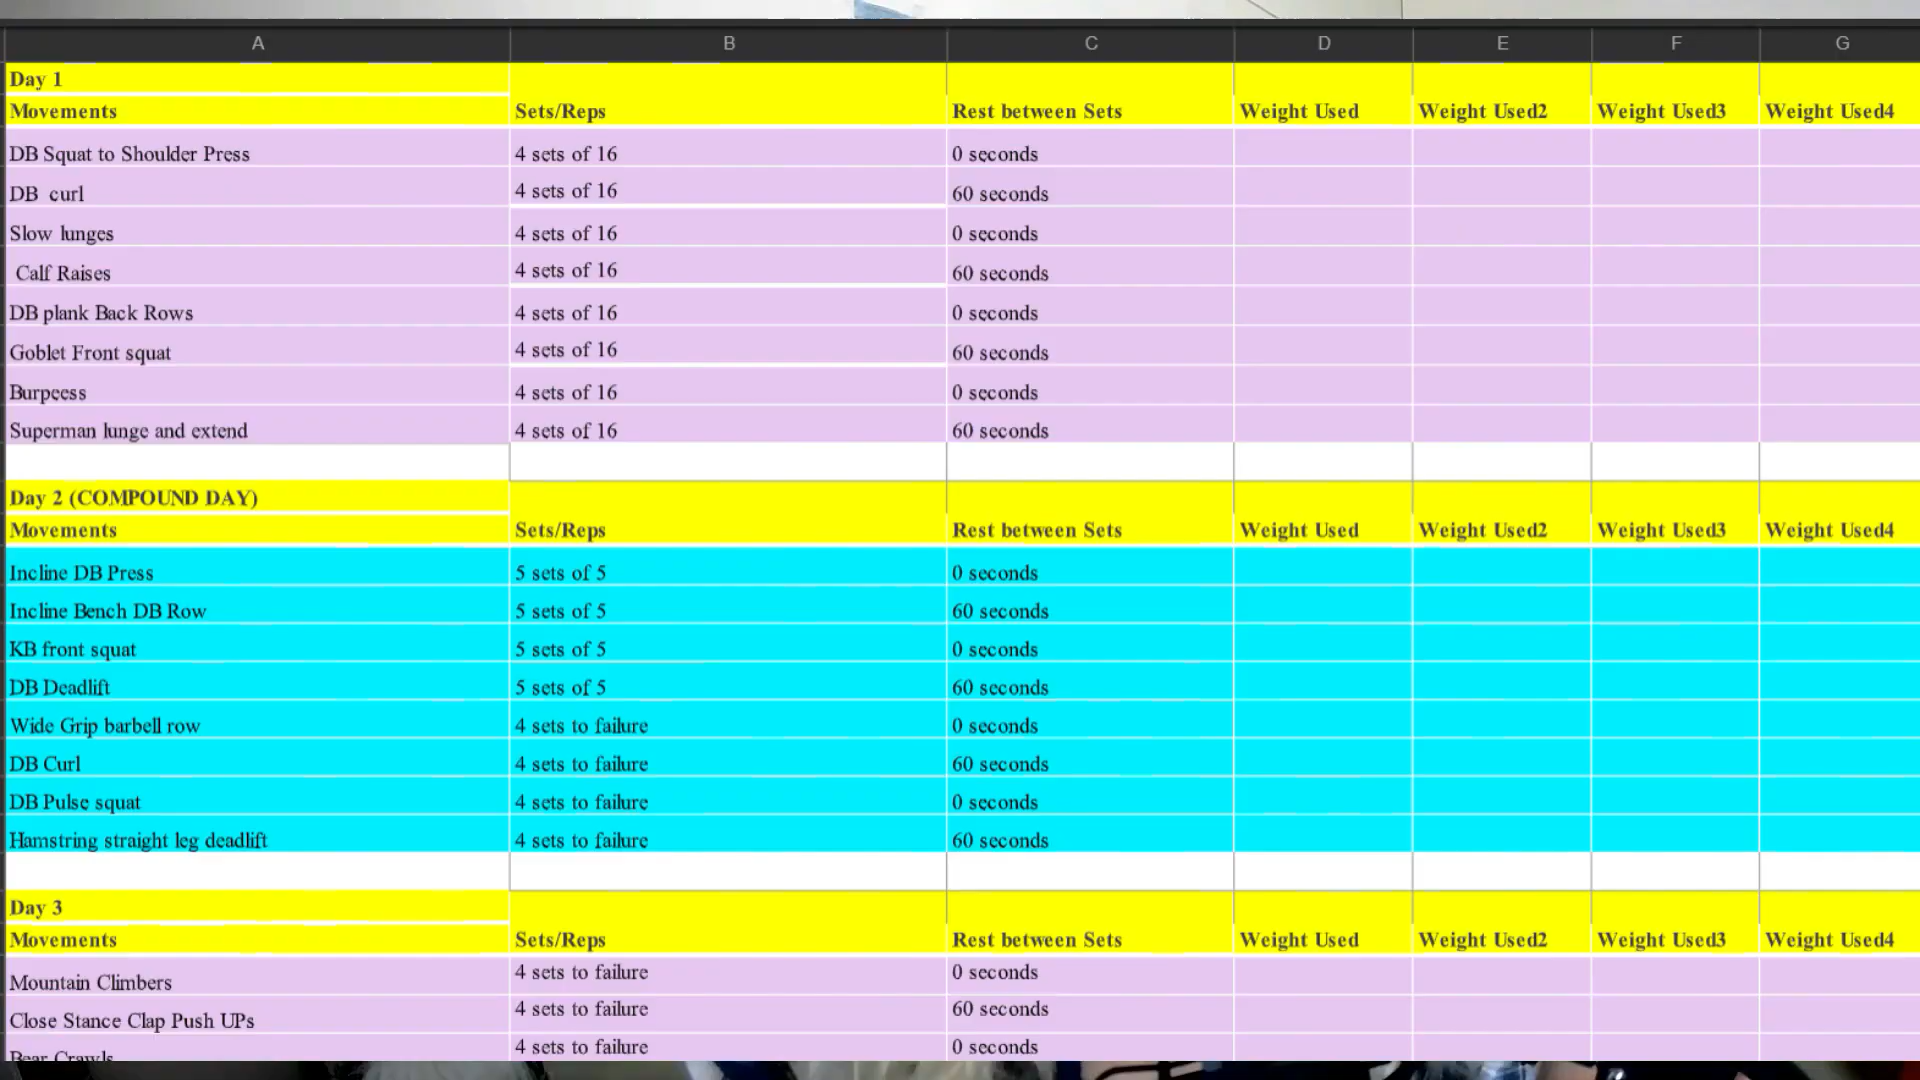 A B C D E F G
Day 1
Movements Sets/Reps Rest between Sets Weight Used Weight Used2 Weight Used3 Weight Used4
DB Squat to Shoulder Press 4 sets of 16 0 seconds
DB curl 4 sets of 16 60 seconds
Slow lunges 4 sets of 16 0 seconds
Calf Raises 4 sets of 16 60 seconds
DB plank Back Rows 4 sets of 16 0 seconds
Goblet Front squat 4 sets of 16 60 seconds
Burpeess 4 sets of 16 0 seconds
Superman lunge and extend 4 sets of 16 60 seconds
Day 2 (COMPOUND DAY)
Movements Sets/Reps Rest between Sets Weight Used Weight Used2 Weight Used3 Weight Used4
Incline DB Press 5 sets of 5 0 seconds
Incline Bench DB Row 5 sets of 5 60 seconds
KB front squat 5 sets of 5 0 seconds
DB Deadlift 5 sets of 5 60 seconds
Wide Grip barbell row 4 sets to failure 0 seconds
DB Curl 4 sets to failure 60 seconds
DB Pulse squat 4 sets to failure 0 seconds
Hamstring straight leg deadlift 4 sets to failure 60 seconds
Day 3
Movements Sets/Reps Rest between Sets Weight Used Weight Used2 Weight Used3 Weight Used4
Mountain Climbers 4 sets to failure 0 seconds
Close Stance Clap Push UPs 4 sets to failure 60 seconds
Bear Crawls 4 sets to failure 0 seconds